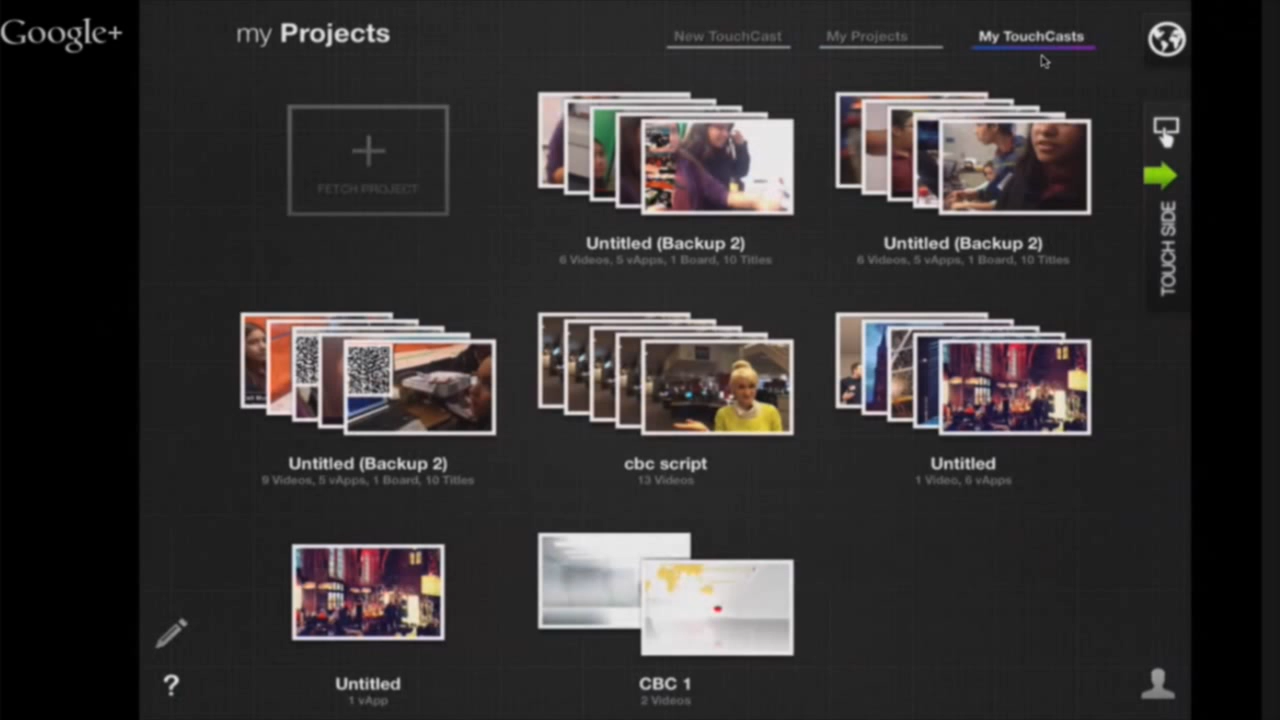 Google+
my Projects
New TouchCast
My Projects
My TouchCasts
FETCH PROJECT
Untitled (Backup 2)
6 Videos, 5 vApps, 1 Board, 10 Titles
Untitled (Backup 2)
6 Videos, 5 vApps, 1 Board, 10 Titles
TOUCH SIDE
Untitled (Backup 2)
9 Videos, 5 vApps, 1 Board, 10 Titles
cbc script
13 Videos
Untitled
1 Video, 6 vApps
Untitled
1 vApp
CBC 1
2 Videos
?